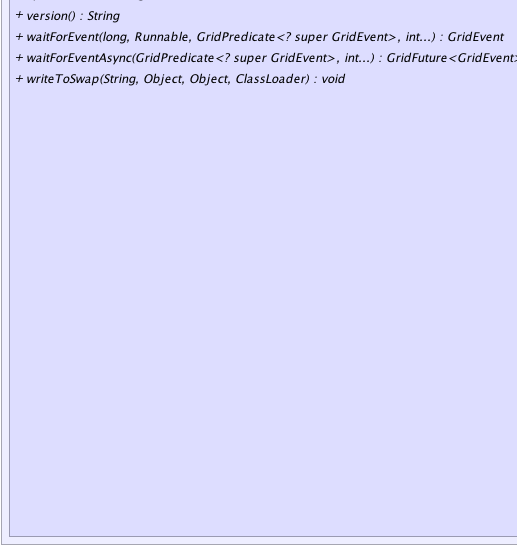 + version() : String
+ waitForEvent(long, Runnable, GridPredicate<? super GridEvent>, int...) : GridEvent
+ waitForEventAsync(GridPredicate<? super GridEvent>, int...) : GridFuture<GridEvent>
+ writeToSwap(String, Object, Object, ClassLoader) : void